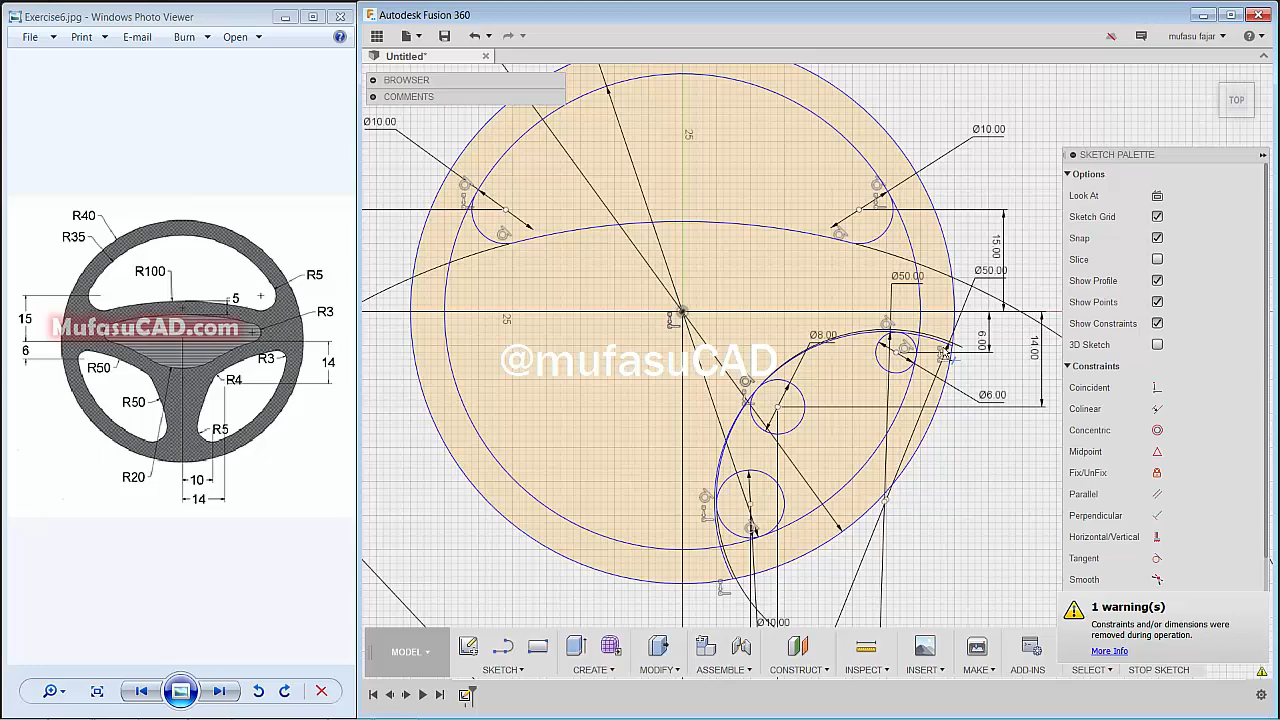 Exercise6.jpg - Windows Photo Viewer
File
Print
E-mail
Burn
Open
R40
R35
R100
5
R5
15
R3
MufasuCAD.com
6
R50
R3
14
R4
R50
R5
R20
10
14
Autodesk Fusion 360
mufasu fajar
Untitled*
BROWSER
COMMENTS
TOP
Ø10.00
Ø10.00
25
15.00
Ø50.00
Ø50.00
25
6.00
14.00
Ø8.00
@mufasuCAD
Ø6.00
Ø10.00
SKETCH PALETTE
Options
Look At
Sketch Grid
Snap
Slice
Show Profile
Show Points
Show Constraints
3D Sketch
Constraints
Coincident
Colinear
Concentric
Midpoint
Fix/UnFix
Parallel
Perpendicular
Horizontal/Vertical
Tangent
Smooth
1 warning(s)
Constraints and/or dimensions were
removed during operation.
More Info
MODEL
SKETCH
CREATE
MODIFY
ASSEMBLE
CONSTRUCT
INSPECT
INSERT
MAKE
ADD-INS
SELECT
STOP SKETCH